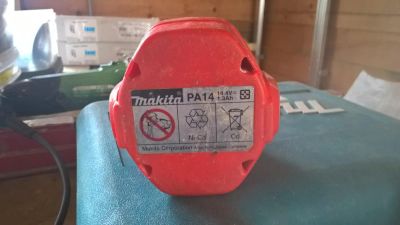 makita PA14 14.4V
1.3Ah
Ni-Cd
Cd
Makita Corporation